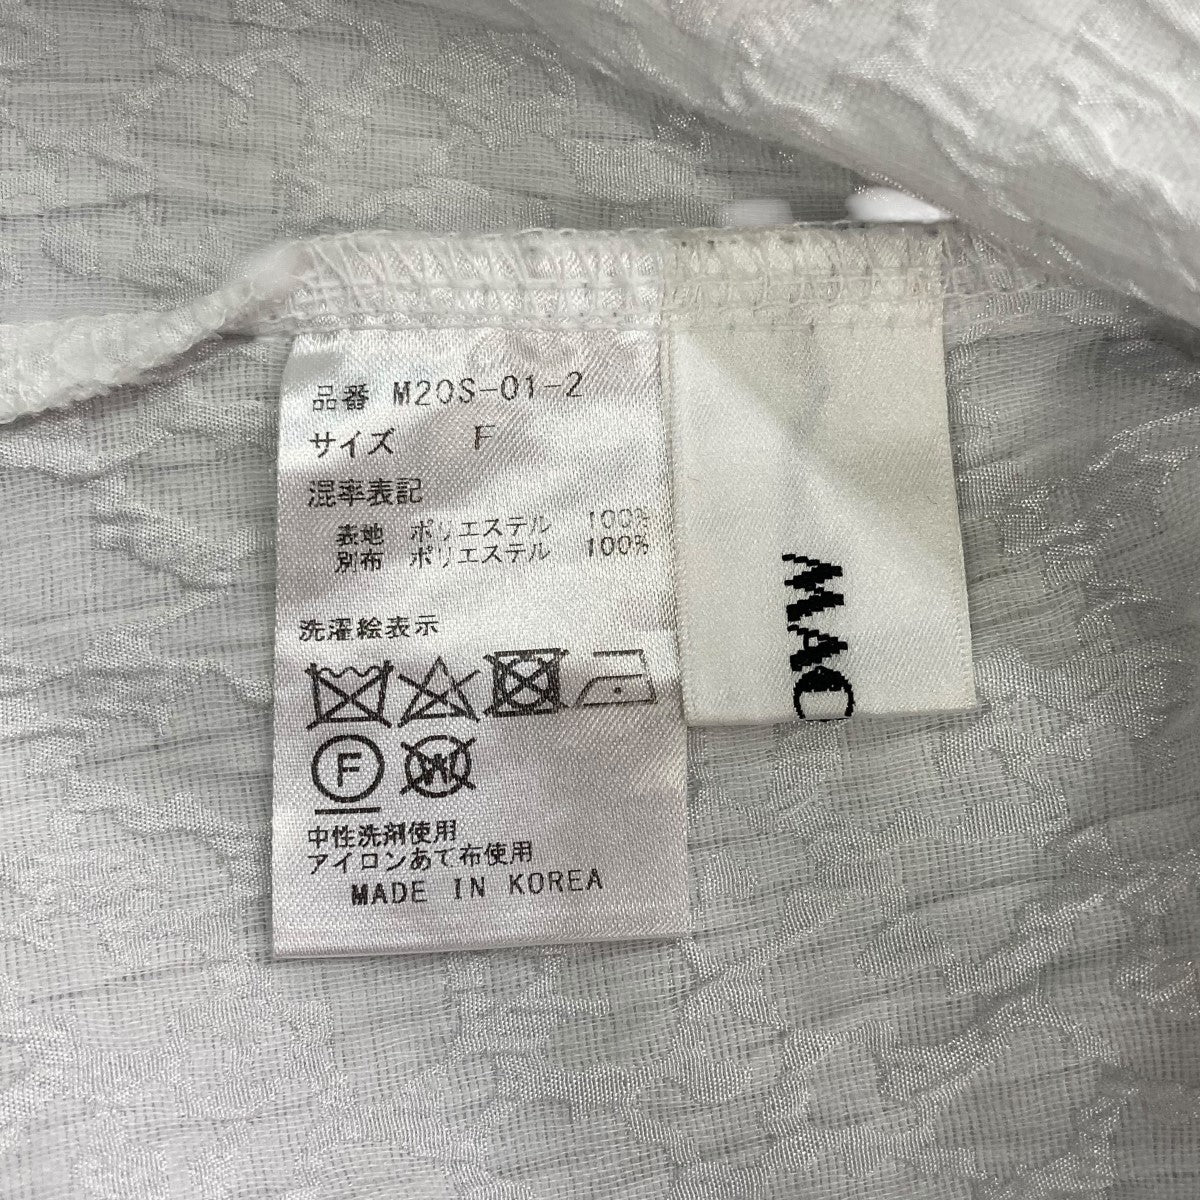 品番 M20S-01-2
サイズ F
混率表記
表地 ポリエステル 100%
別布 ポリエステル 100%
洗濯絵表示
F W
中性洗剤使用
アイロンあて布使用
MADE IN KOREA